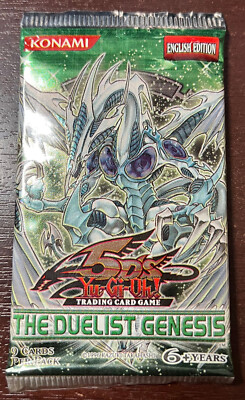 KONAMI
ENGLISH EDITION
5D's
Yu-Gi-Oh!
TRADING CARD GAME
THE DUELIST GENESIS
9 CARDS
PER PACK
6+YEARS